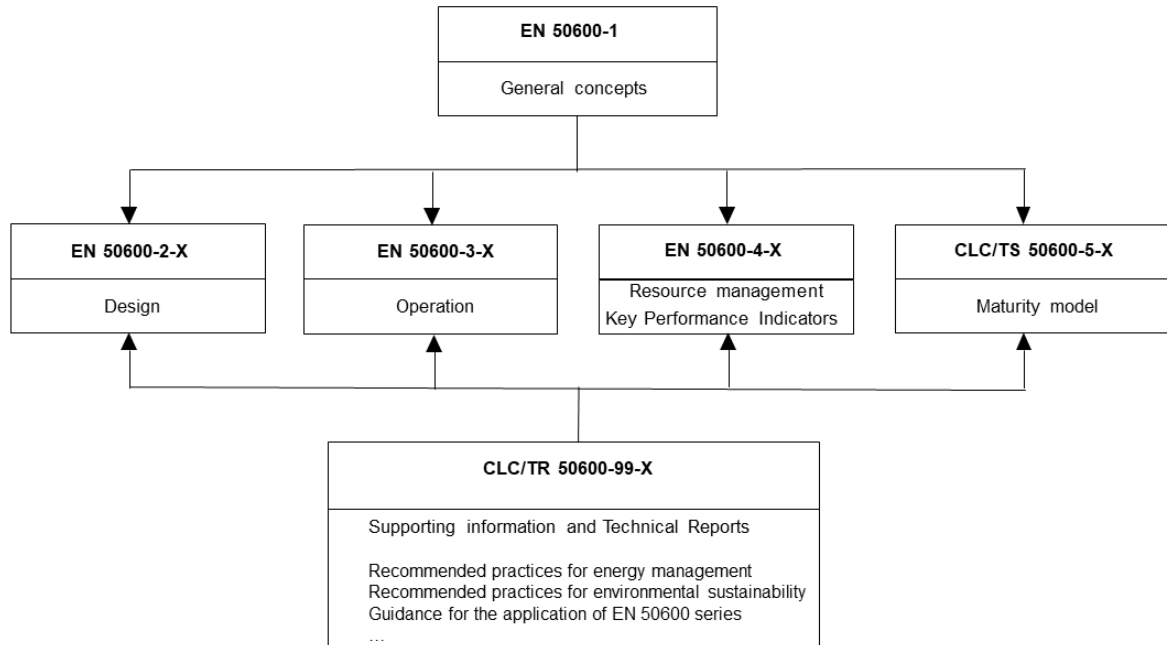 EN 50600-1
General concepts
EN 50600-2-X
Design
EN 50600-3-X
Operation
EN 50600-4-X
Resource management
Key Performance Indicators
CLC/TS 50600-5-X
Maturity model
CLC/TR 50600-99-X
Supporting information and Technical Reports
Recommended practices for energy management
Recommended practices for environmental sustainability
Guidance for the application of EN 50600 series
...